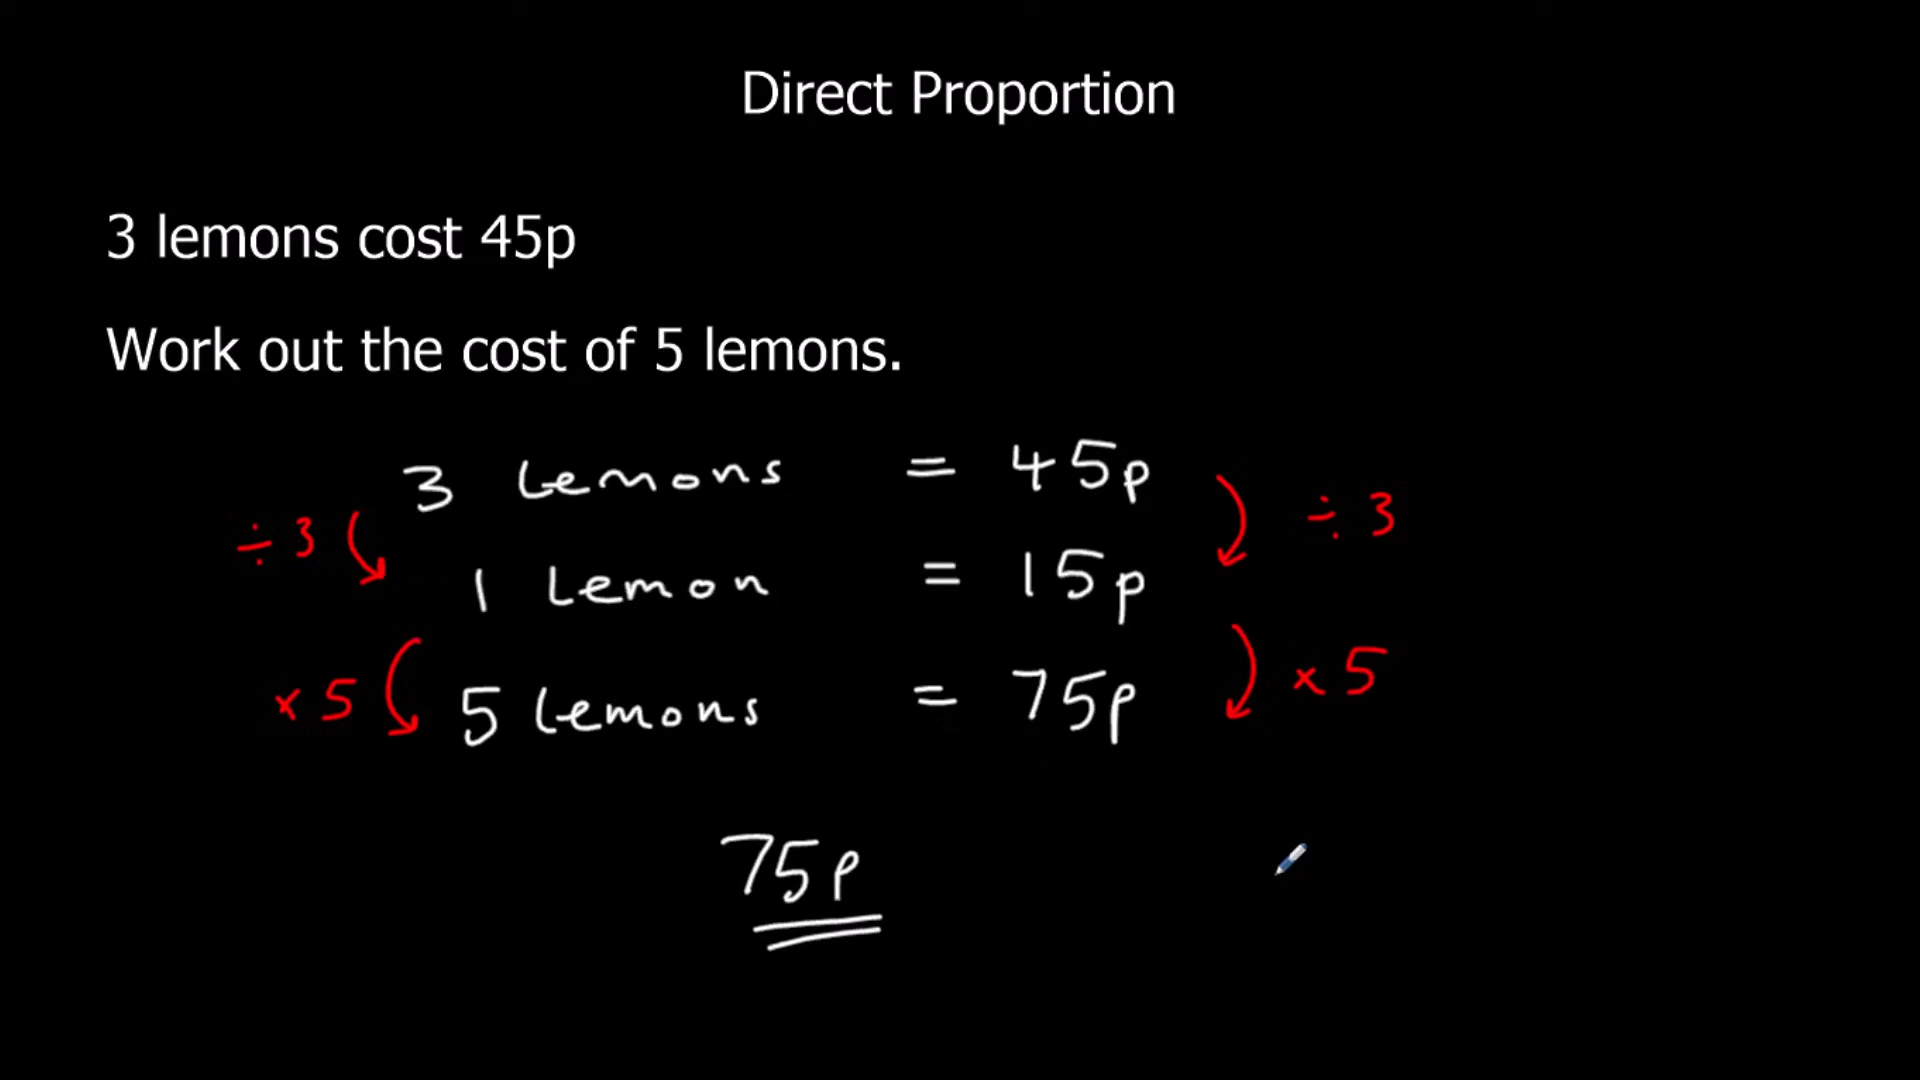 Direct Proportion
3 lemons cost 45p
Work out the cost of 5 lemons.
3 Lemons = 45p
÷ 3 ÷ 3
1 Lemon = 15p
× 5 × 5
5 Lemons = 75p
75p